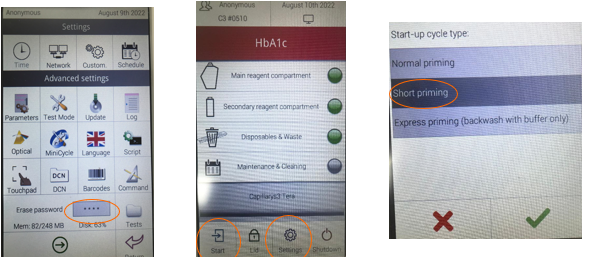 Anonymous August 9th 2022
Settings
Time Network Custom. Schedule
Advanced settings
Parameters Test Mode Update Log
Optical MiniCycle Language Script
DCN
Touchpad DCN Barcodes Command
Erase password ****
Tests
Mem: 82/248 MB Disk: 63%
Anonymous August 10th 2022
C3 #0510
HbA1c
Main reagent compartment
Secondary reagent compartment
Disposables & Waste
Maintenance & Cleaning
Capillarys3 Tera
Start Lid Settings Shutdown
Start-up cycle type:
Normal priming
Short priming
Express priming (backwash with buffer only)